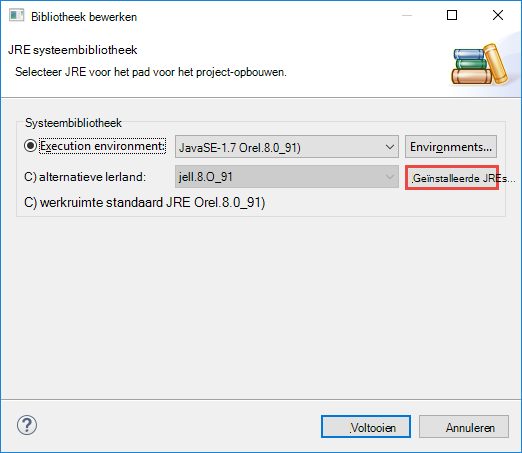 Bibliotheek bewerken
JRE systeembibliotheek
Selecteer JRE voor het pad voor het project-opbouwen.
Systeembibliotheek
Execution environment: JavaSE-1.7 Orel.8.0_91) Environments...
C) alternatieve lerland: jell.8.O_91 .Geïnstalleerde JREs...
C) werkruimte standaard JRE Orel.8.0_91)
? .Voltooien Annuleren